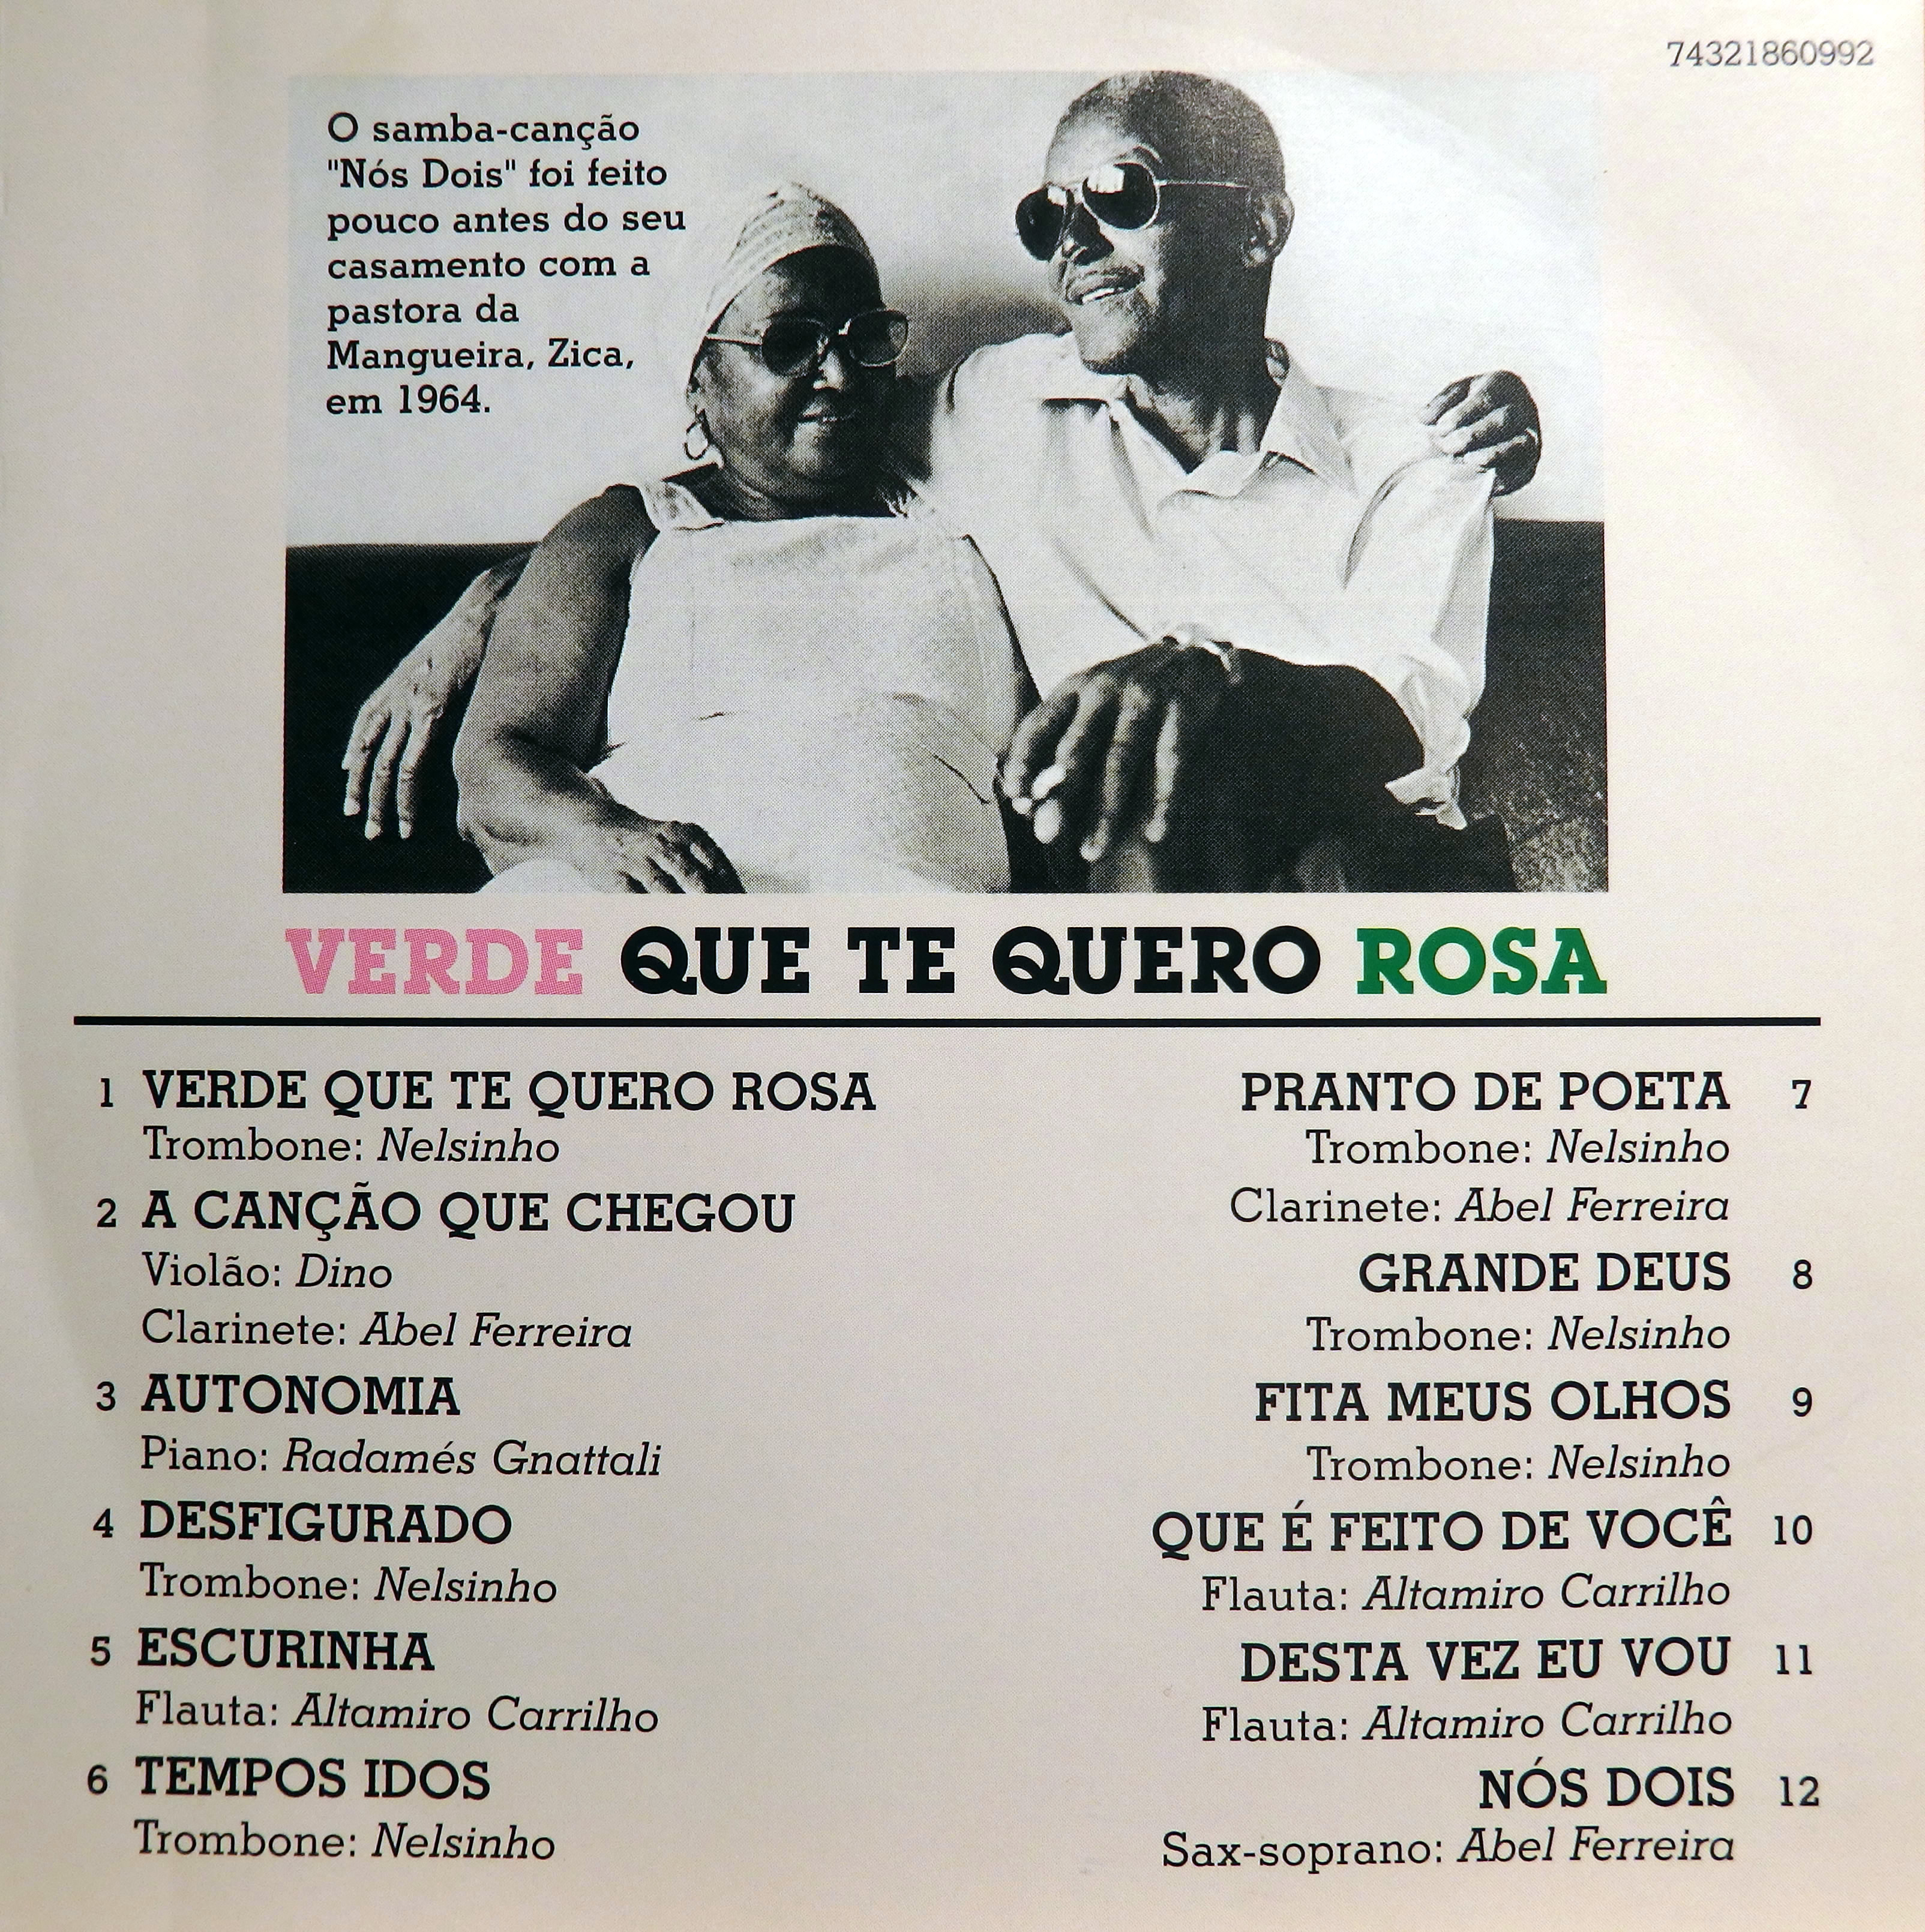 74321860992
O samba-canção
"Nós Dois" foi feito
pouco antes do seu
casamento com a
pastora da
Mangueira, Zica,
em 1964.
VERDE QUE TE QUERO ROSA
1 VERDE QUE TE QUERO ROSA
Trombone: Nelsinho
2 A CANÇÃO QUE CHEGOU
Violão: Dino
Clarinete: Abel Ferreira
3 AUTONOMIA
Piano: Radamés Gnattali
4 DESFIGURADO
Trombone: Nelsinho
5 ESCURINHA
Flauta: Altamiro Carrilho
6 TEMPOS IDOS
Trombone: Nelsinho
PRANTO DE POETA 7
Trombone: Nelsinho
Clarinete: Abel Ferreira
GRANDE DEUS 8
Trombone: Nelsinho
FITA MEUS OLHOS 9
Trombone: Nelsinho
QUE É FEITO DE VOCÊ 10
Flauta: Altamiro Carrilho
DESTA VEZ EU VOU 11
Flauta: Altamiro Carrilho
NÓS DOIS 12
Sax-soprano: Abel Ferreira